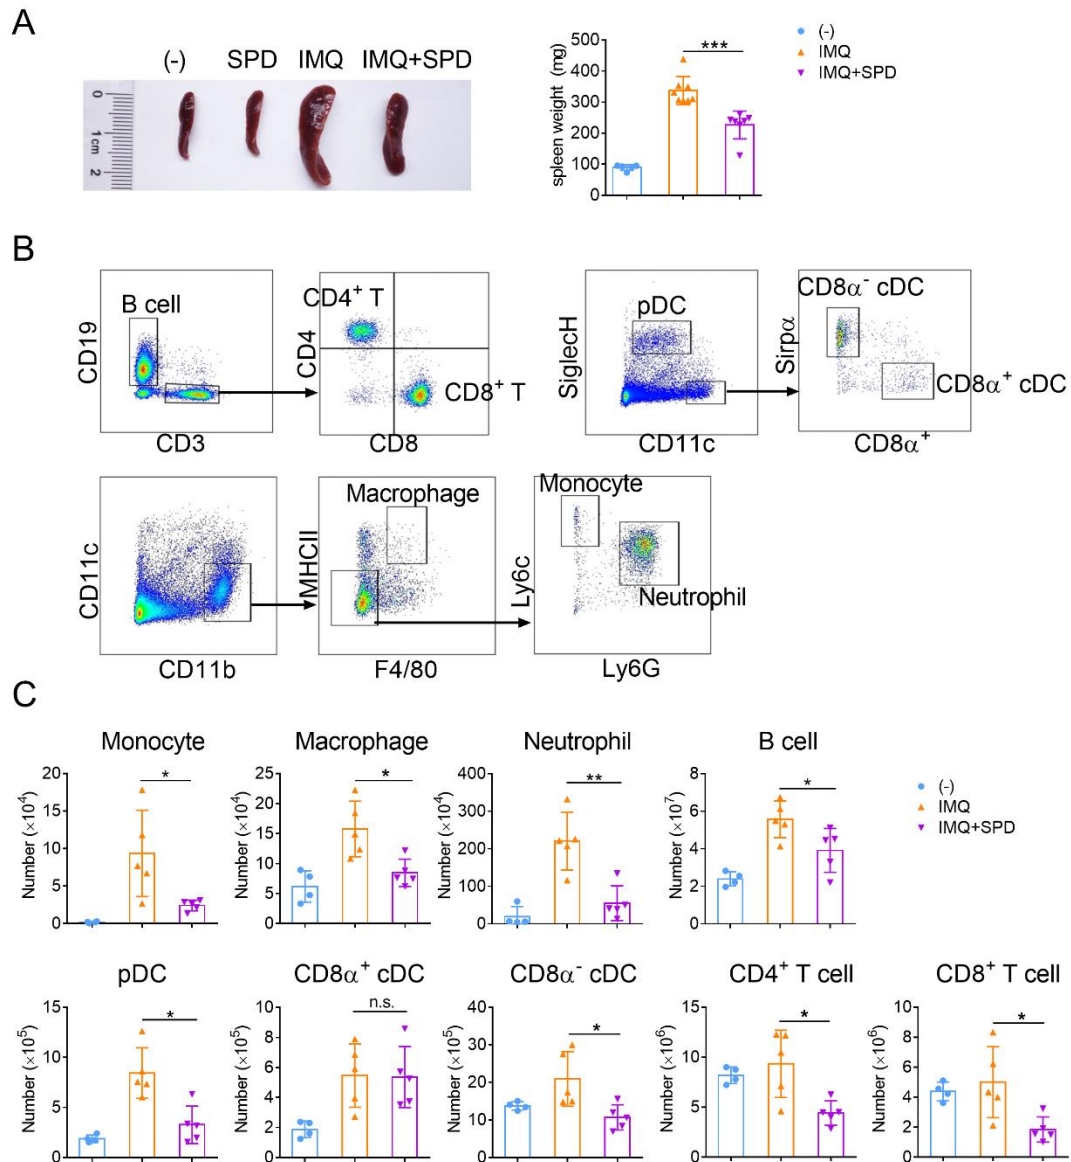 A
(-) SPD IMQ IMQ+SPD
0
1cm
2
spleen weight (mg)
500
400
300
200
100
0
***
(-)
IMQ
IMQ+SPD
B
CD19
B cell
CD3
CD4
CD4⁺ T
CD8⁺ T
CD8
SiglecH
pDC
CD11c
Sirpα
CD8α⁻ cDC
CD8α⁺ cDC
CD8α⁺
CD11c
CD11b
MHCII
Macrophage
F4/80
Ly6c
Monocyte
Neutrophil
Ly6G
C
Monocyte
Number (×10⁴)
20
15
10
5
0
*
Macrophage
Number (×10⁴)
25
20
15
10
5
0
*
Neutrophil
Number (×10⁴)
400
300
200
100
0
**
B cell
Number (×10⁷)
8
6
4
2
0
*
(-)
IMQ
IMQ+SPD
pDC
Number (×10⁵)
15
10
5
0
*
CD8α⁺ cDC
Number (×10⁵)
10
8
6
4
2
0
n.s.
CD8α⁻ cDC
Number (×10⁵)
40
30
20
10
0
*
CD4⁺ T cell
Number (×10⁶)
15
10
5
0
*
CD8⁺ T cell
Number (×10⁶)
10
8
6
4
2
0
*